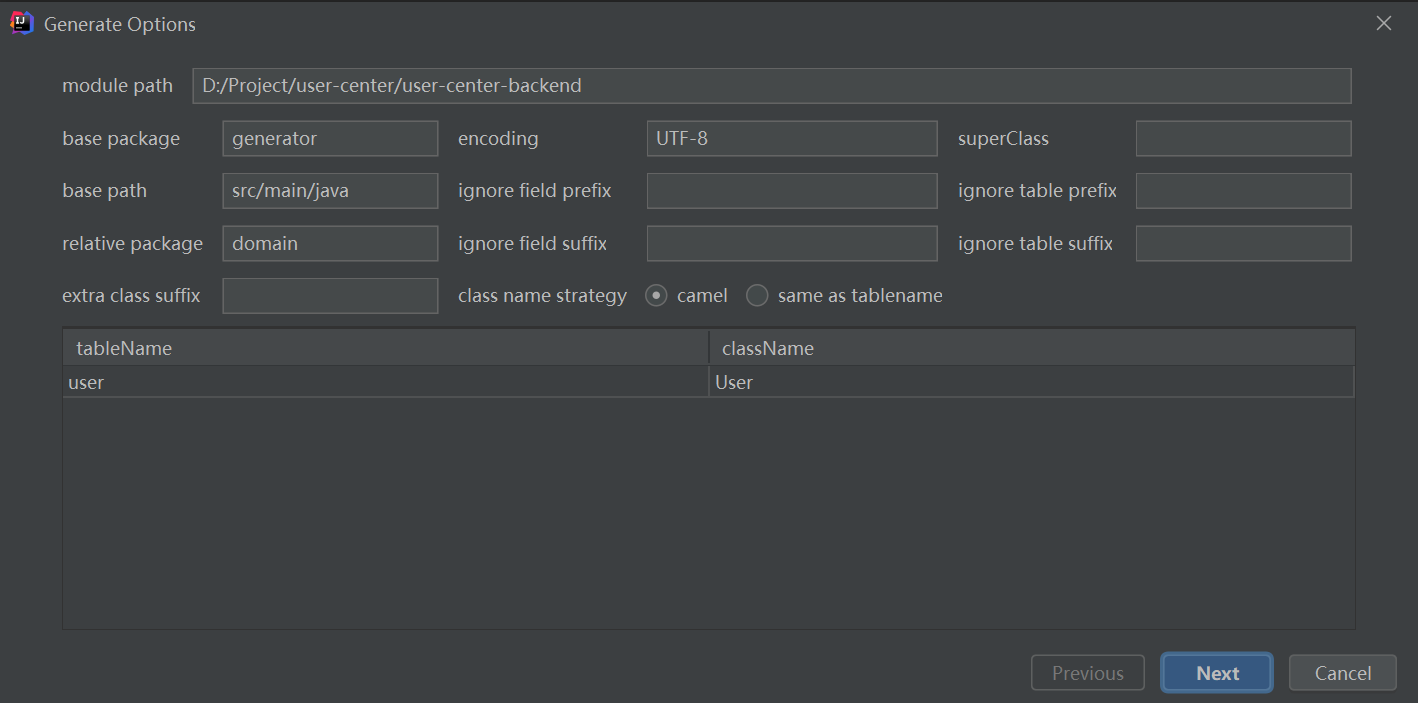 Generate Options
module path D:/Project/user-center/user-center-backend
base package generator encoding UTF-8 superClass
base path src/main/java ignore field prefix ignore table prefix
relative package domain ignore field suffix ignore table suffix
extra class suffix class name strategy camel same as tablename
tableName className
user User
Previous Next Cancel